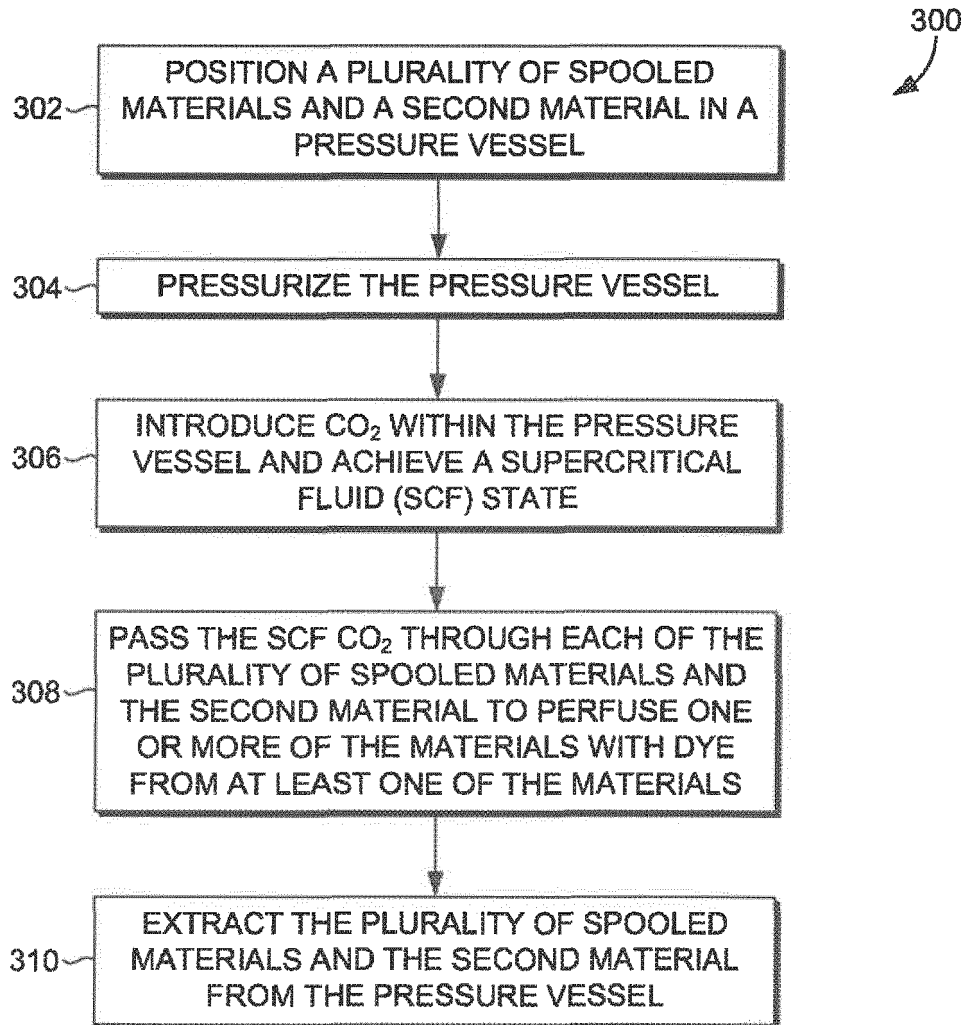 300
302
POSITION A PLURALITY OF SPOOLED
MATERIALS AND A SECOND MATERIAL IN A
PRESSURE VESSEL
304
PRESSURIZE THE PRESSURE VESSEL
306
INTRODUCE CO₂ WITHIN THE PRESSURE
VESSEL AND ACHIEVE A SUPERCRITICAL
FLUID (SCF) STATE
308
PASS THE SCF CO₂ THROUGH EACH OF THE
PLURALITY OF SPOOLED MATERIALS AND
THE SECOND MATERIAL TO PERFUSE ONE
OR MORE OF THE MATERIALS WITH DYE
FROM AT LEAST ONE OF THE MATERIALS
310
EXTRACT THE PLURALITY OF SPOOLED
MATERIALS AND THE SECOND MATERIAL
FROM THE PRESSURE VESSEL